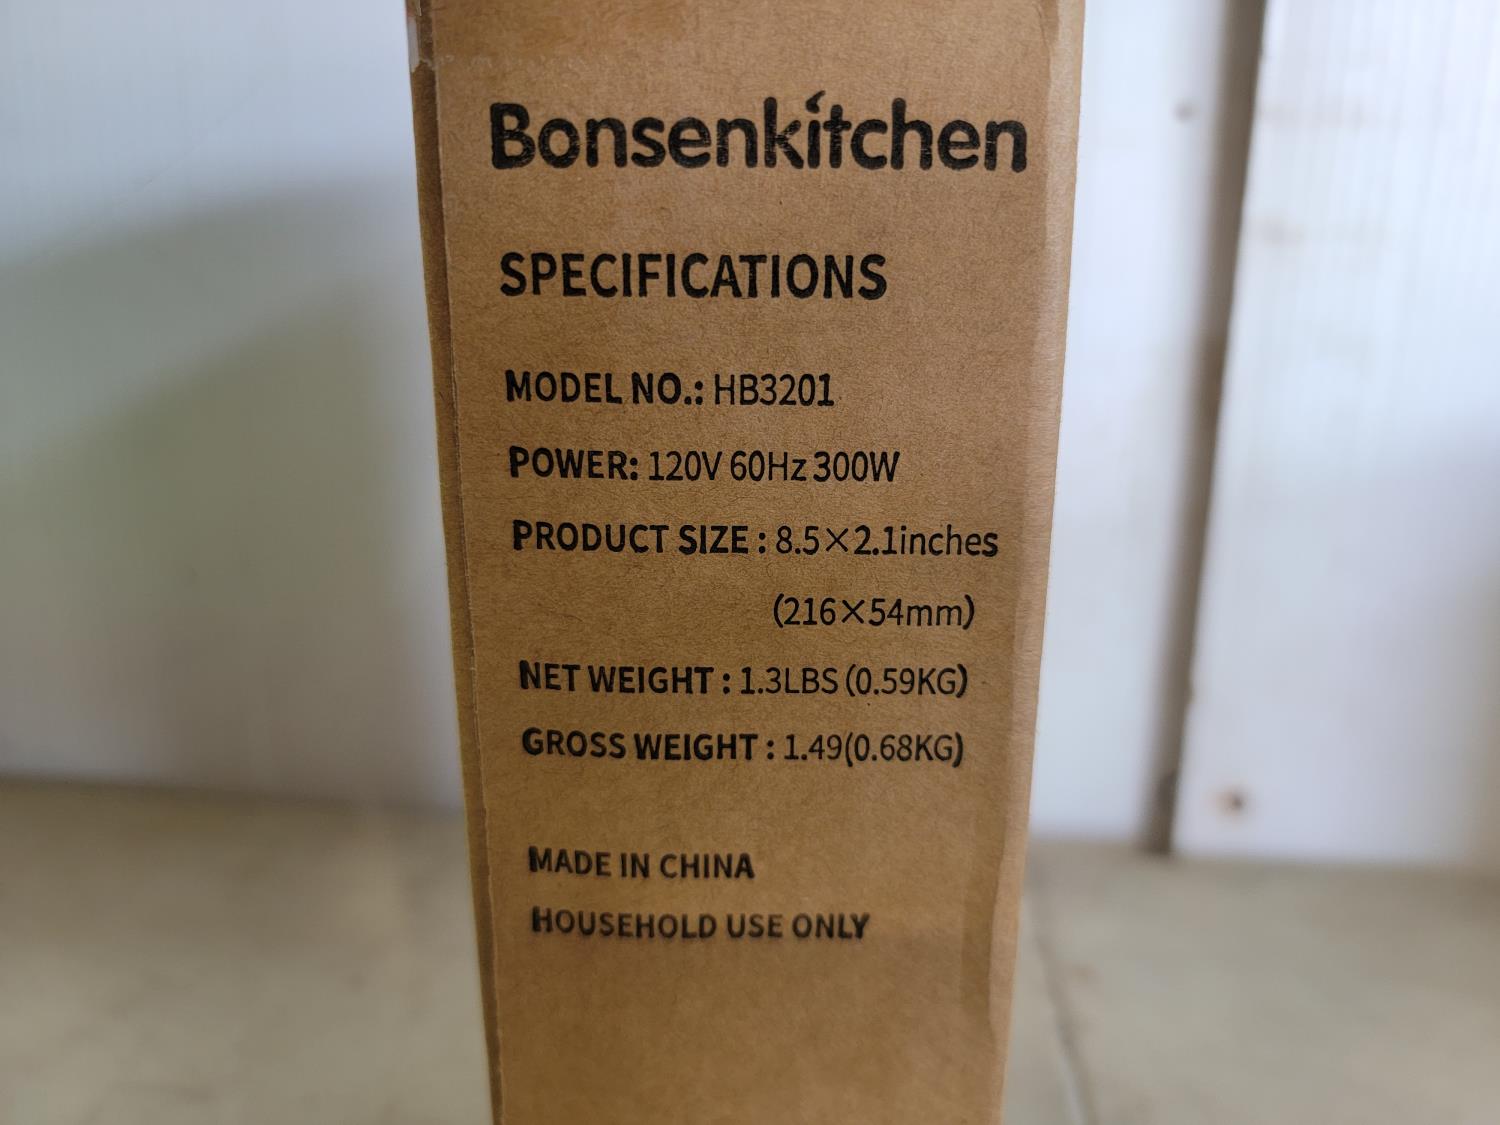 Bonsenkitchen
SPECIFICATIONS
MODEL NO.: HB3201
POWER: 120V 60Hz 300W
PRODUCT SIZE : 8.5×2.1inches
(216×54mm)
NET WEIGHT : 1.3LBS (0.59KG)
GROSS WEIGHT : 1.49(0.68KG)
MADE IN CHINA
HOUSEHOLD USE ONLY